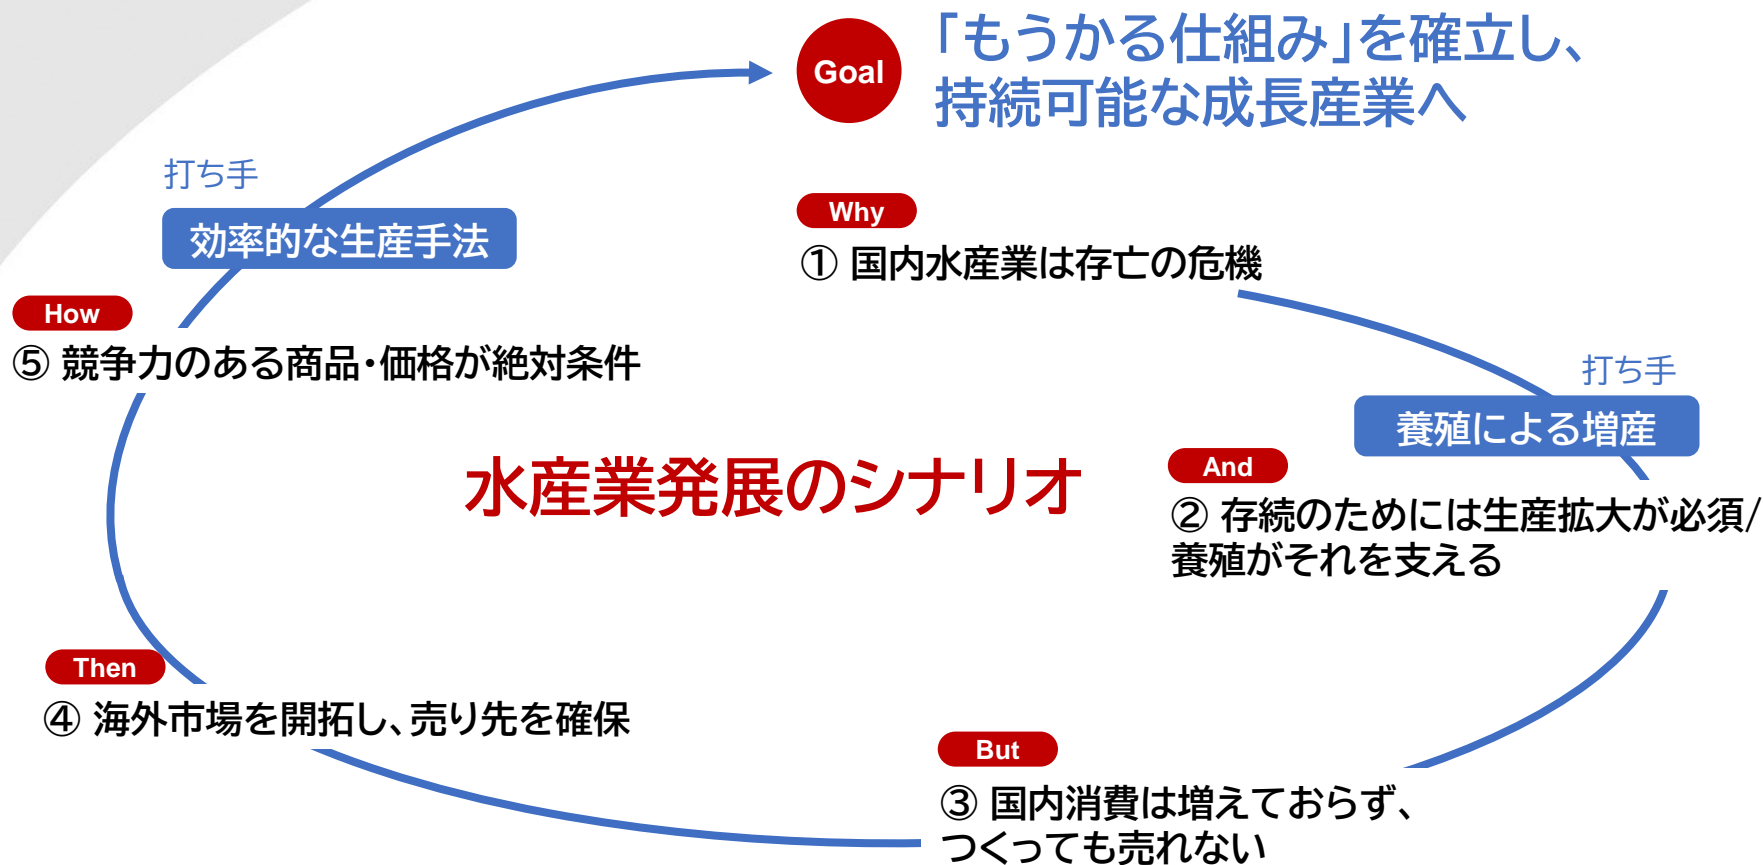 Goal
「もうかる仕組み」を確立し、
持続可能な成長産業へ
Why
① 国内水産業は存亡の危機
打ち手
養殖による増産
And
② 存続のためには生産拡大が必須/
養殖がそれを支える
But
③ 国内消費は増えておらず、
つくっても売れない
Then
④ 海外市場を開拓し、売り先を確保
How
⑤ 競争力のある商品・価格が絶対条件
打ち手
効率的な生産手法
水産業発展のシナリオ